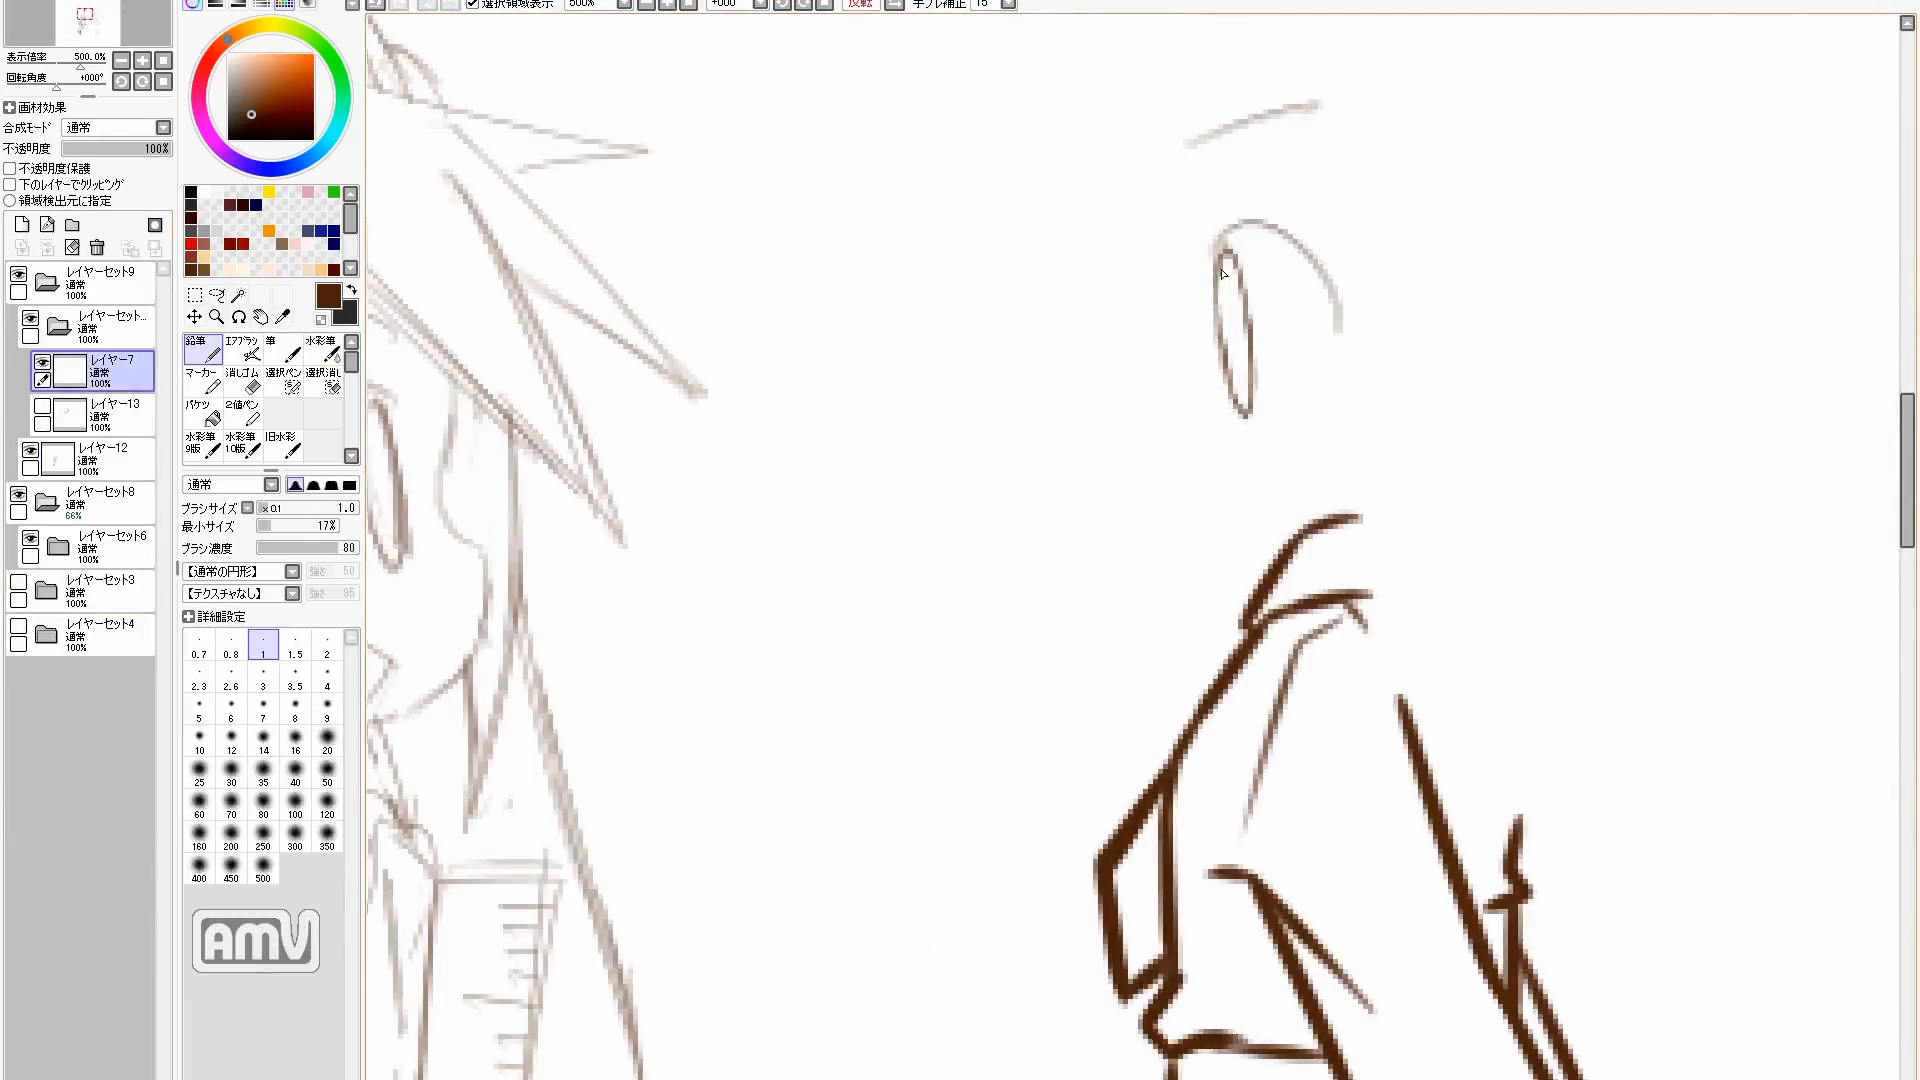 選択領域表示 500% +000° 反転 手ブレ補正 15
表示倍率 500.0%
回転角度 +000°
画材効果
合成モード 通常
不透明度 100%
不透明度保護
下のレイヤーでクリッピング
領域検出元に指定
レイヤーセット9
通常
100%
レイヤーセット...
通常
100%
レイヤー7
通常
100%
レイヤー13
通常
100%
レイヤー12
通常
100%
レイヤーセット8
通常
66%
レイヤーセット6
通常
100%
レイヤーセット3
通常
100%
レイヤーセット4
通常
100%
鉛筆 エアブラシ 筆 水彩筆
マーカー 消しゴム 選択ペン 選択消し
バケツ 2値ペン
水彩筆 9版 水彩筆 10版 旧水彩
通常
ブラシサイズ x 0.1 1.0
最小サイズ 17%
ブラシ濃度 80
【通常の円形】 強さ 50
【テクスチャなし】 強さ 95
詳細設定
0.7 0.8 1 1.5 2
2.3 2.6 3 3.5 4
5 6 7 8 9
10 12 14 16 20
25 30 35 40 50
60 70 80 100 120
160 200 250 300 350
400 450 500
AMV